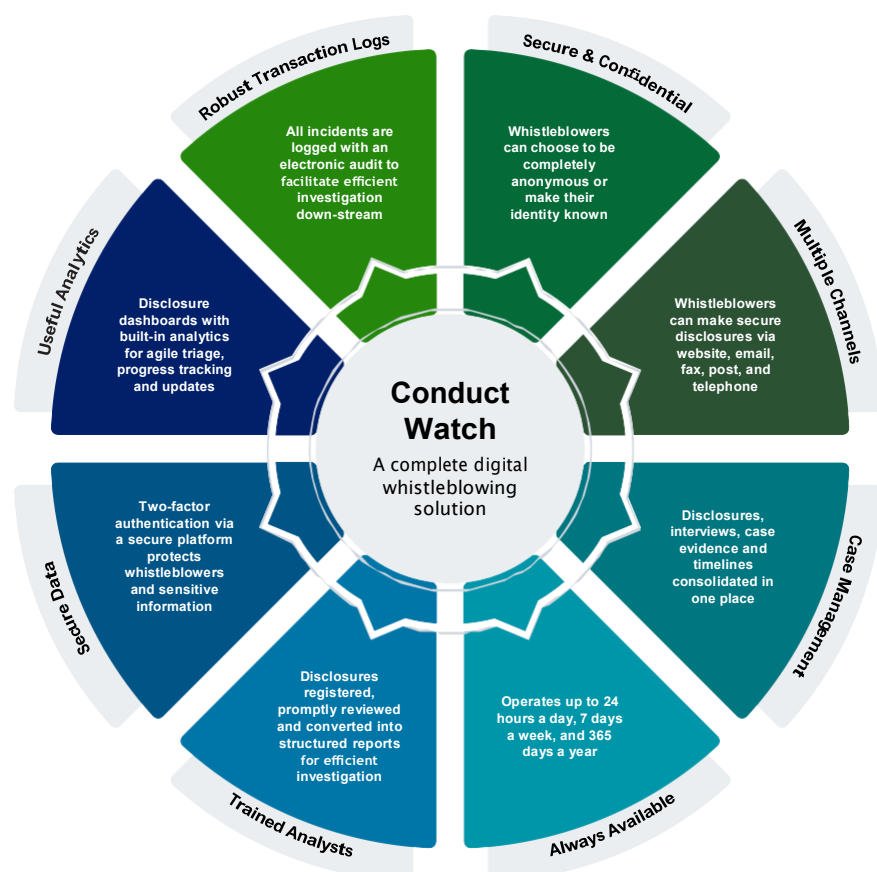 Conduct
Watch
A complete digital
whistleblowing
solution
Secure & Confidential
Whistleblowers
can choose to be
completely
anonymous or
make their
identity known
Multiple Channels
Whistleblowers
can make secure
disclosures via
website, email,
fax, post, and
telephone
Case Management
Disclosures,
interviews, case
evidence and
timelines
consolidated in
one place
Always Available
Operates up to 24
hours a day, 7 days
a week, and 365
days a year
Trained Analysts
Disclosures
registered,
promptly reviewed
and converted into
structured reports
for efficient
investigation
Secure Data
Two-factor
authentication via
a secure platform
protects
whistleblowers
and sensitive
information
Useful Analytics
Disclosure
dashboards with
built-in analytics
for agile triage,
progress tracking
and updates
Robust Transaction Logs
All incidents are
logged with an
electronic audit to
facilitate efficient
investigation
down-stream